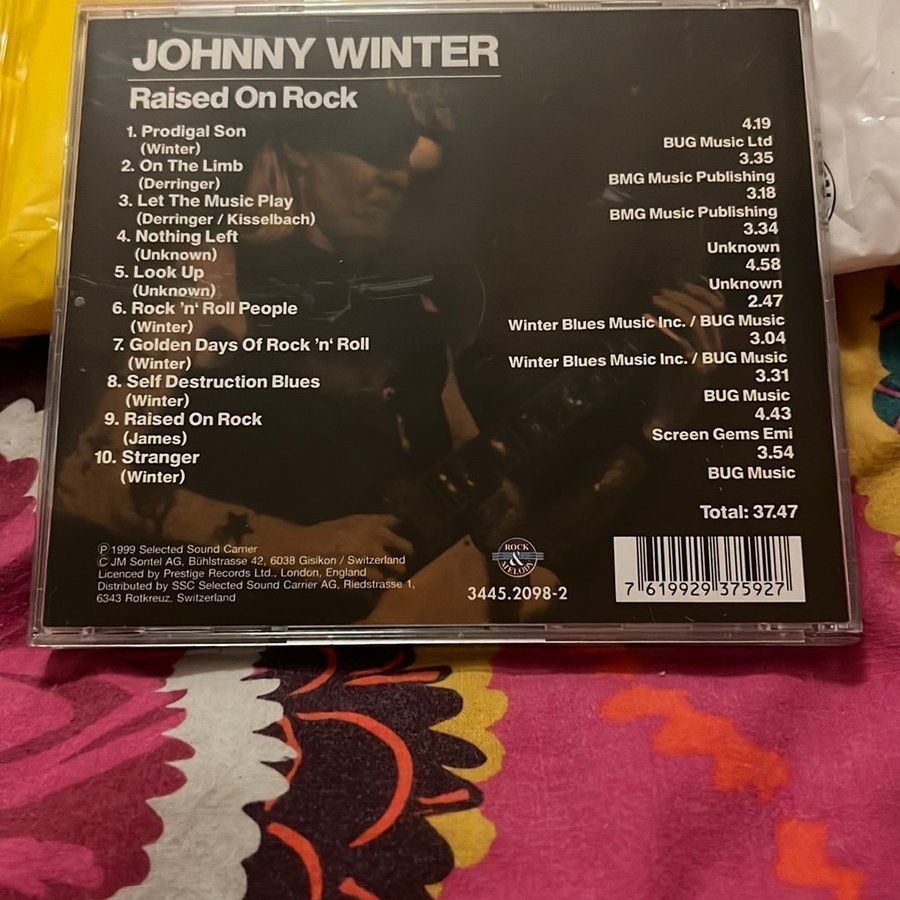 JOHNNY WINTER
Raised On Rock
1. Prodigal Son 4.19
(Winter) BUG Music Ltd
2. On The Limb 3.35
(Derringer) BMG Music Publishing
3. Let The Music Play 3.18
(Derringer / Kisselbach) BMG Music Publishing
4. Nothing Left 3.34
(Unknown) Unknown
5. Look Up 4.58
(Unknown) Unknown
6. Rock 'n' Roll People 2.47
(Winter) Winter Blues Music Inc. / BUG Music
7. Golden Days Of Rock 'n' Roll 3.04
(Winter) Winter Blues Music Inc. / BUG Music
8. Self Destruction Blues 3.31
(Winter) BUG Music
9. Raised On Rock 4.43
(James) Screen Gems Emi
10. Stranger 3.54
(Winter) BUG Music
Total: 37.47
Ⓟ 1999 Selected Sound Carrier
© JM Sontel AG, Bühlstrasse 42, 6038 Gisikon / Switzerland
Licenced by Prestige Records Ltd., London, England
Distributed by SSC Selected Sound Carrier AG, Riedstrasse 1,
6343 Rotkreuz, Switzerland
ROCK
&
MELODY
3445.2098-2
7 619929 375927